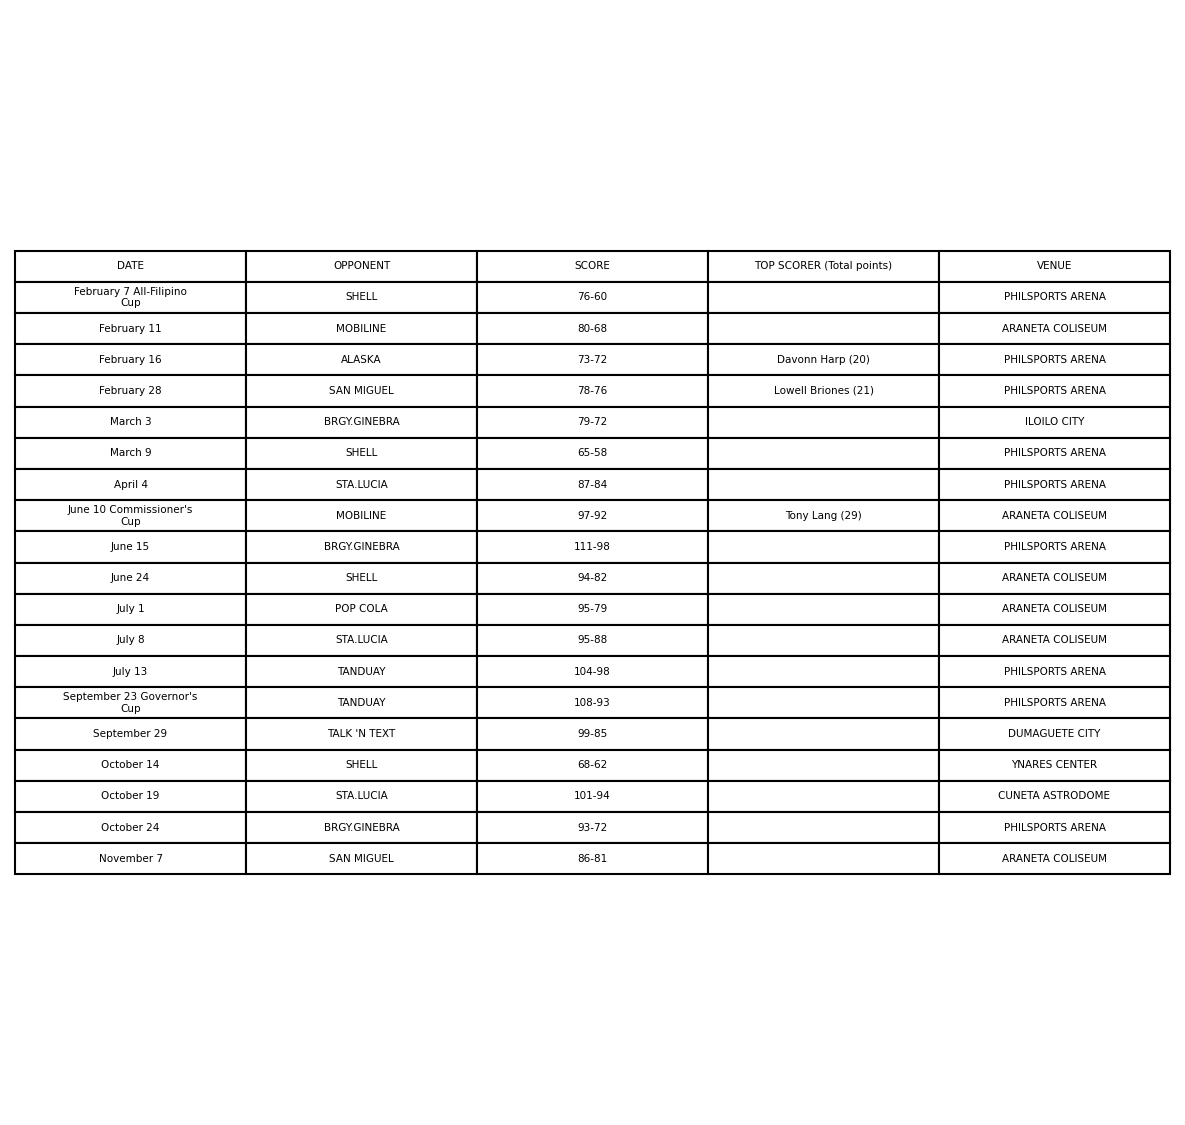 DATE OPPONENT SCORE TOP SCORER (Total points) VENUE
February 7 All-Filipino Cup SHELL 76-60 PHILSPORTS ARENA
February 11 MOBILINE 80-68 ARANETA COLISEUM
February 16 ALASKA 73-72 Davonn Harp (20) PHILSPORTS ARENA
February 28 SAN MIGUEL 78-76 Lowell Briones (21) PHILSPORTS ARENA
March 3 BRGY.GINEBRA 79-72 ILOILO CITY
March 9 SHELL 65-58 PHILSPORTS ARENA
April 4 STA.LUCIA 87-84 PHILSPORTS ARENA
June 10 Commissioner's Cup MOBILINE 97-92 Tony Lang (29) ARANETA COLISEUM
June 15 BRGY.GINEBRA 111-98 PHILSPORTS ARENA
June 24 SHELL 94-82 ARANETA COLISEUM
July 1 POP COLA 95-79 ARANETA COLISEUM
July 8 STA.LUCIA 95-88 ARANETA COLISEUM
July 13 TANDUAY 104-98 PHILSPORTS ARENA
September 23 Governor's Cup TANDUAY 108-93 PHILSPORTS ARENA
September 29 TALK 'N TEXT 99-85 DUMAGUETE CITY
October 14 SHELL 68-62 YNARES CENTER
October 19 STA.LUCIA 101-94 CUNETA ASTRODOME
October 24 BRGY.GINEBRA 93-72 PHILSPORTS ARENA
November 7 SAN MIGUEL 86-81 ARANETA COLISEUM